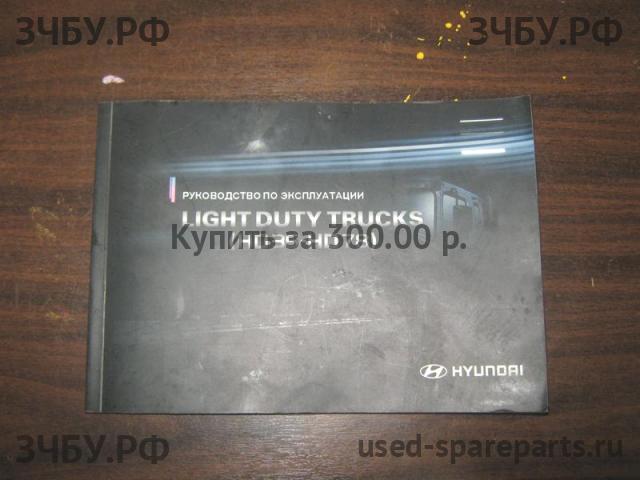 ЗЧБУ.РФ
ЗЧБУ.РФ
РУКОВОДСТВО ПО ЭКСПЛУАТАЦИИ
LIGHT DUTY TRUCKS
Купить за 300.00 р.
HYUNDAI
ЗЧБУ.РФ
used-spareparts.ru